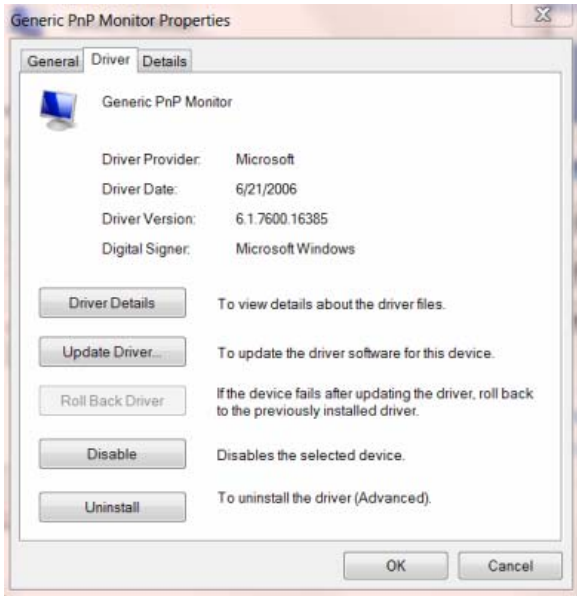 Generic PnP Monitor Properties
General Driver Details
Generic PnP Monitor
Driver Provider: Microsoft
Driver Date: 6/21/2006
Driver Version: 6.1.7600.16385
Digital Signer: Microsoft Windows
Driver Details To view details about the driver files.
Update Driver... To update the driver software for this device.
Roll Back Driver If the device fails after updating the driver, roll back
to the previously installed driver.
Disable Disables the selected device.
Uninstall To uninstall the driver (Advanced).
OK Cancel